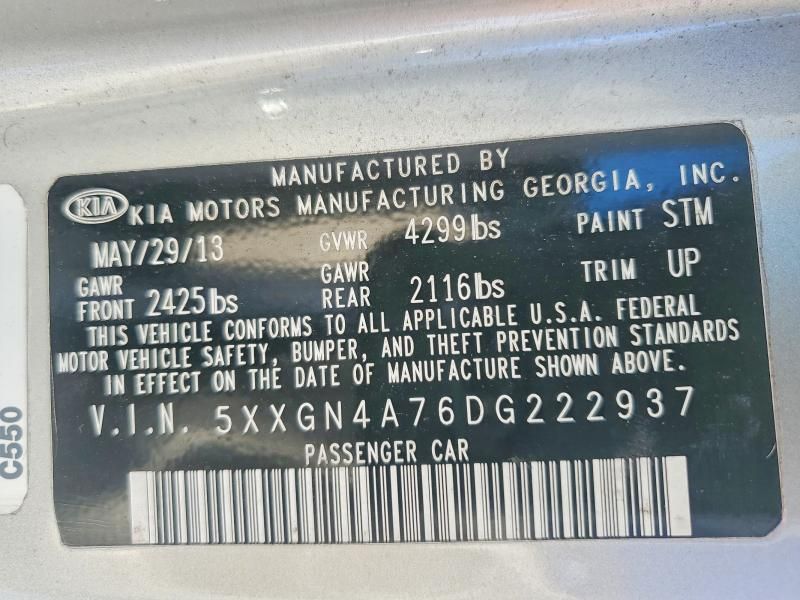 MANUFACTURED BY
KIA KIA MOTORS MANUFACTURING GEORGIA, INC.
MAY/29/13 GVWR 4299lbs PAINT STM
GAWR FRONT 2425lbs GAWR REAR 2116lbs TRIM UP
THIS VEHICLE CONFORMS TO ALL APPLICABLE U.S.A. FEDERAL
MOTOR VEHICLE SAFETY, BUMPER, AND THEFT PREVENTION STANDARDS
IN EFFECT ON THE DATE OF MANUFACTURE SHOWN ABOVE.
V.I.N. 5XXGN4A76DG222937
PASSENGER CAR
C550